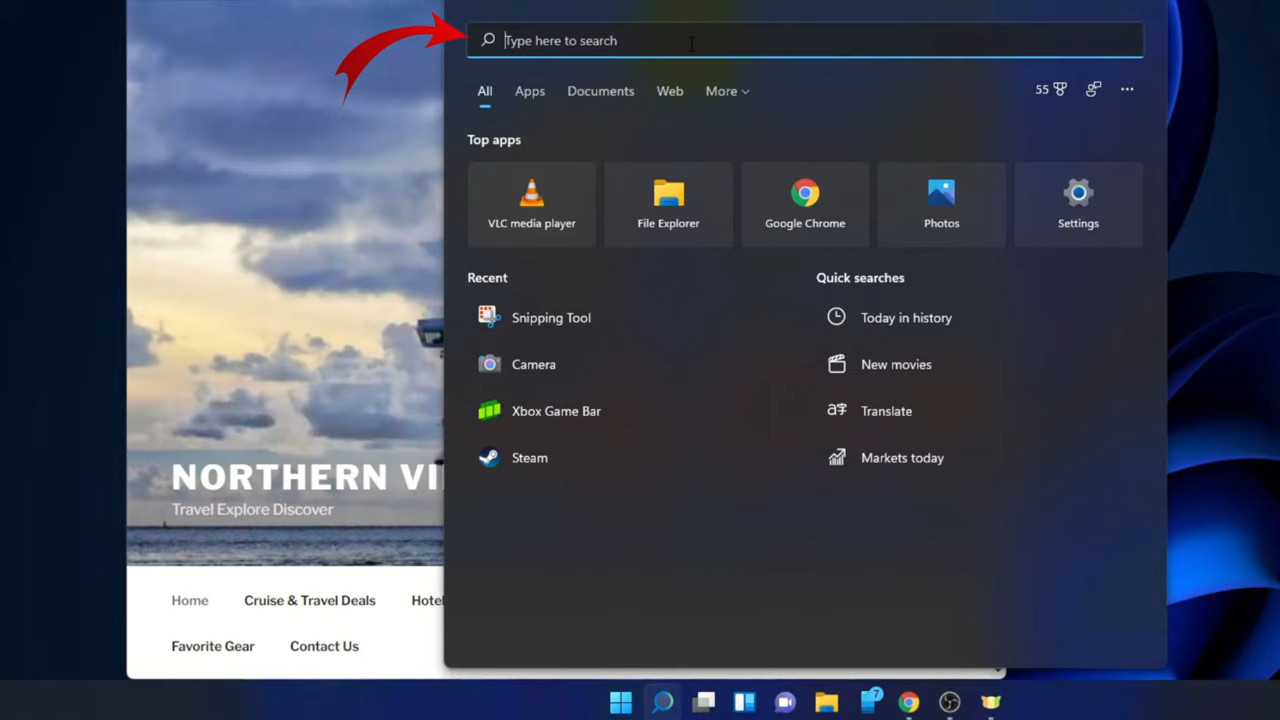 Type here to search
All Apps Documents Web More
55
Top apps
VLC media player File Explorer Google Chrome Photos Settings
Recent Quick searches
Snipping Tool Today in history
Camera New movies
Xbox Game Bar Translate
Steam Markets today
NORTHERN VI
Travel Explore Discover
Home Cruise & Travel Deals Hotel
Favorite Gear Contact Us
7